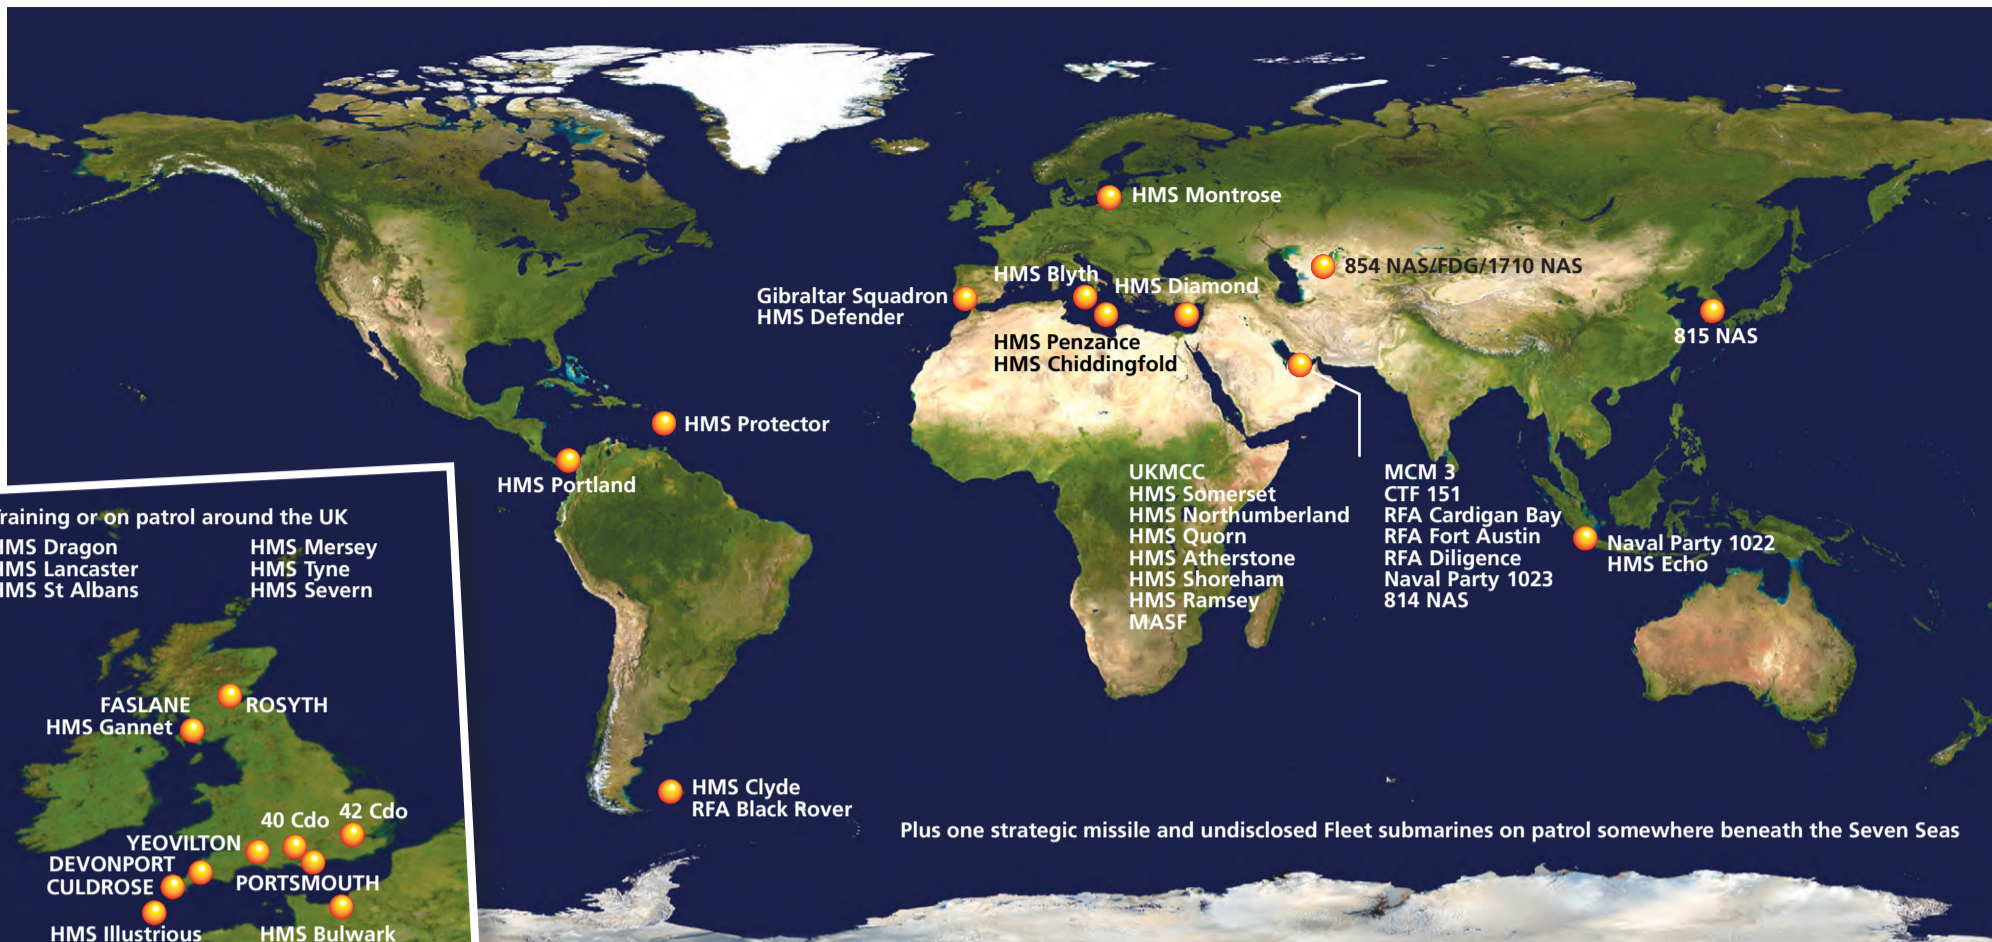 HMS Montrose
854 NAS/FDG/1710 NAS
HMS Blyth
HMS Diamond
Gibraltar Squadron
HMS Defender
815 NAS
HMS Penzance
HMS Chiddingfold
HMS Protector
HMS Portland
UKMCC
HMS Somerset
HMS Northumberland
HMS Quorn
HMS Atherstone
HMS Shoreham
HMS Ramsey
MASF
MCM 3
CTF 151
RFA Cardigan Bay
RFA Fort Austin
RFA Diligence
Naval Party 1023
814 NAS
Naval Party 1022
HMS Echo
HMS Clyde
RFA Black Rover
Plus one strategic missile and undisclosed Fleet submarines on patrol somewhere beneath the Seven Seas
raining or on patrol around the UK
HMS Dragon
HMS Lancaster
HMS St Albans
HMS Mersey
HMS Tyne
HMS Severn
FASLANE
ROSYTH
HMS Gannet
40 Cdo
42 Cdo
YEOVILTON
DEVONPORT
CULDROSE
PORTSMOUTH
HMS Illustrious
HMS Bulwark